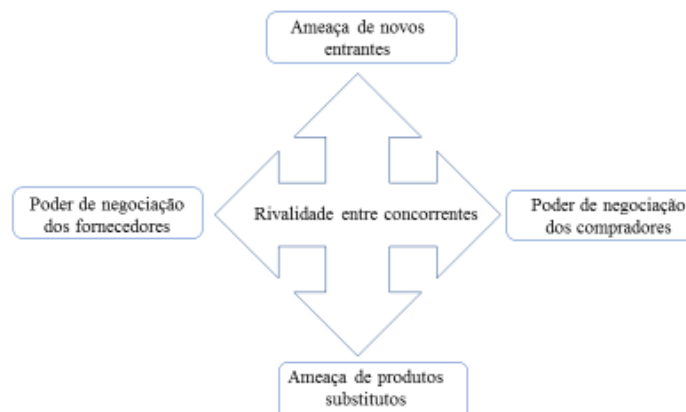 Ameaça de novos
entrantes
Poder de negociação
dos fornecedores
Rivalidade entre concorrentes
Poder de negociação
dos compradores
Ameaça de produtos
substitutos